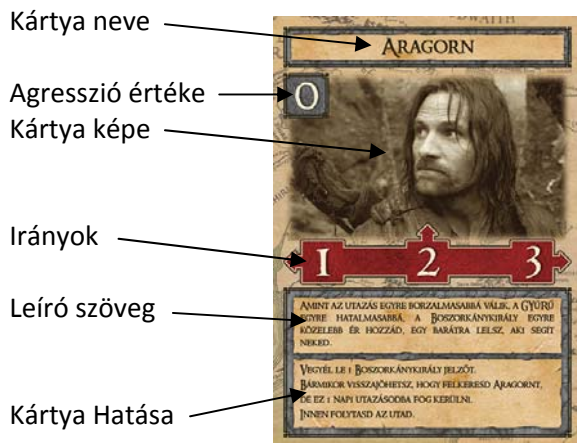 Kártya neve
ARAGORN
Agresszió értéke
0
Kártya képe
Irányok
1 2 3
Leíró szöveg
AMINT AZ UTAZÁS EGYRE BORZALMASABBÁ VÁLIK, A GYŰRŰ
EGYRE HATALMASABBÁ, A BOSZORKÁNYKIRÁLY EGYRE
KÖZELEBB ÉR HOZZÁD, EGY BARÁTRA LELSZ, AKI SEGÍT
NEKED.
VEGYÉL LE 1 BOSZORKÁNYKIRÁLY JELZŐT.
BÁRMIKOR VISSZAJÖHETSZ, HOGY FELKERESD ARAGORNT,
DE EZ 1 NAPI UTAZÁSODBA FOG KERÜLNI.
INNEN FOLYTASD AZ UTAD.
Kártya Hatása